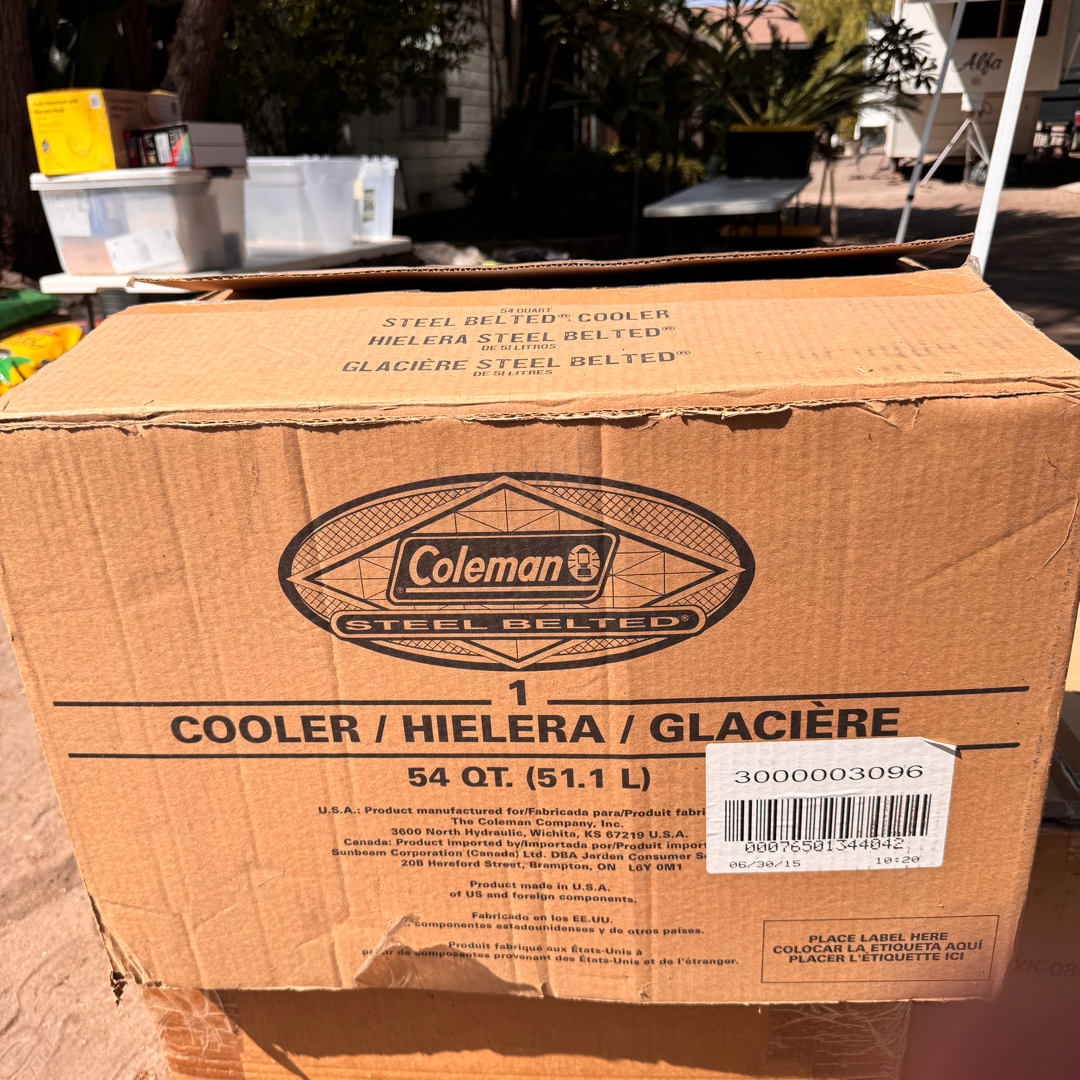 Alfa
54 QUART
STEEL BELTED® COOLER
HIELERA STEEL BELTED®
DE 51 LITROS
GLACIÈRE STEEL BELTED®
DE 51 LITRES
Coleman
®
STEEL BELTED®
1
COOLER / HIELERA / GLACIÈRE
54 QT. (51.1 L)
3000003096
00076501344042
06/30/15 10:20
U.S.A.: Product manufactured for/Fabricada para/Produit fabri
The Coleman Company, Inc.
3600 North Hydraulic, Wichita, KS 67219 U.S.A.
Canada: Product imported by/Importada por/Produit import
Sunbeam Corporation (Canada) Ltd. DBA Jarden Consumer S
20B Hereford Street, Brampton, ON L6Y 0M1
Product made in U.S.A.
of US and foreign components.
Fabricado en los EE.UU.
componentes estadounidenses y de otros países.
Produit fabriqué aux États-Unis à
de composantes provenant des États-Unis et de l'étranger.
PLACE LABEL HERE
COLOCAR LA ETIQUETA AQUÍ
PLACER L'ÉTIQUETTE ICI
XK-08